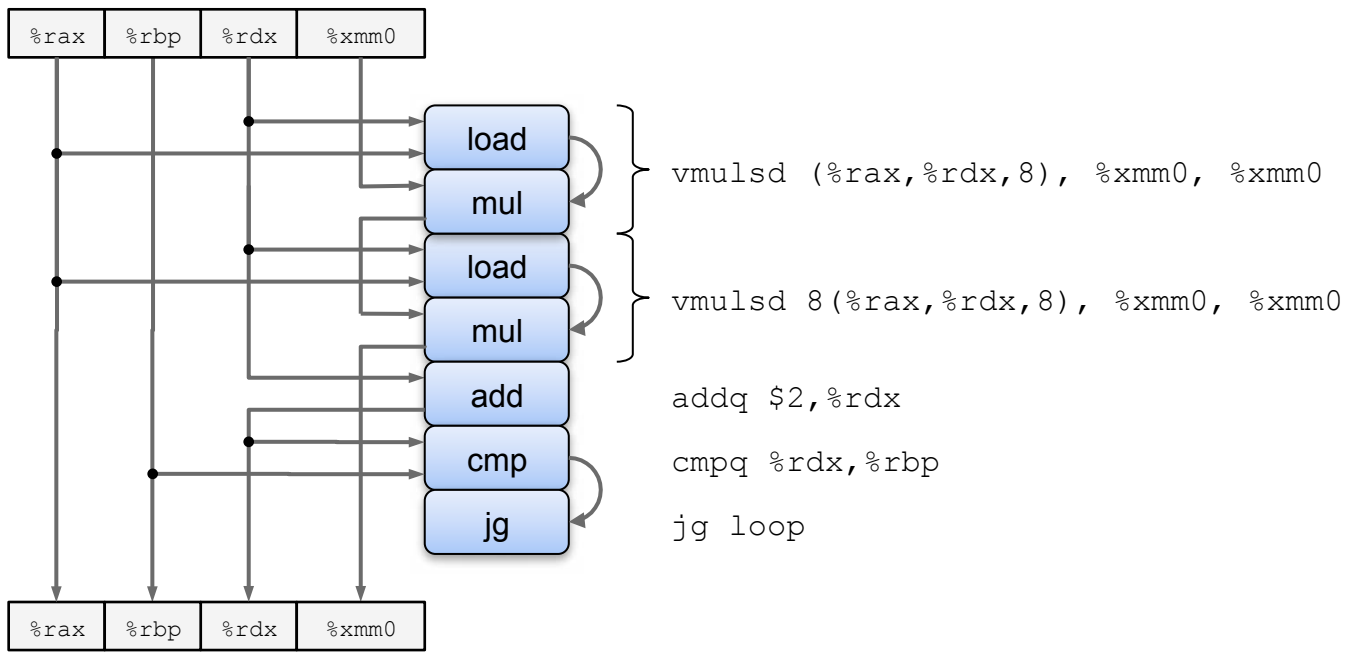 %rax %rbp %rdx %xmm0
load
mul
vmulsd (%rax,%rdx,8), %xmm0, %xmm0
load
mul
vmulsd 8(%rax,%rdx,8), %xmm0, %xmm0
add
addq $2,%rdx
cmp
cmpq %rdx,%rbp
jg
jg loop
%rax %rbp %rdx %xmm0